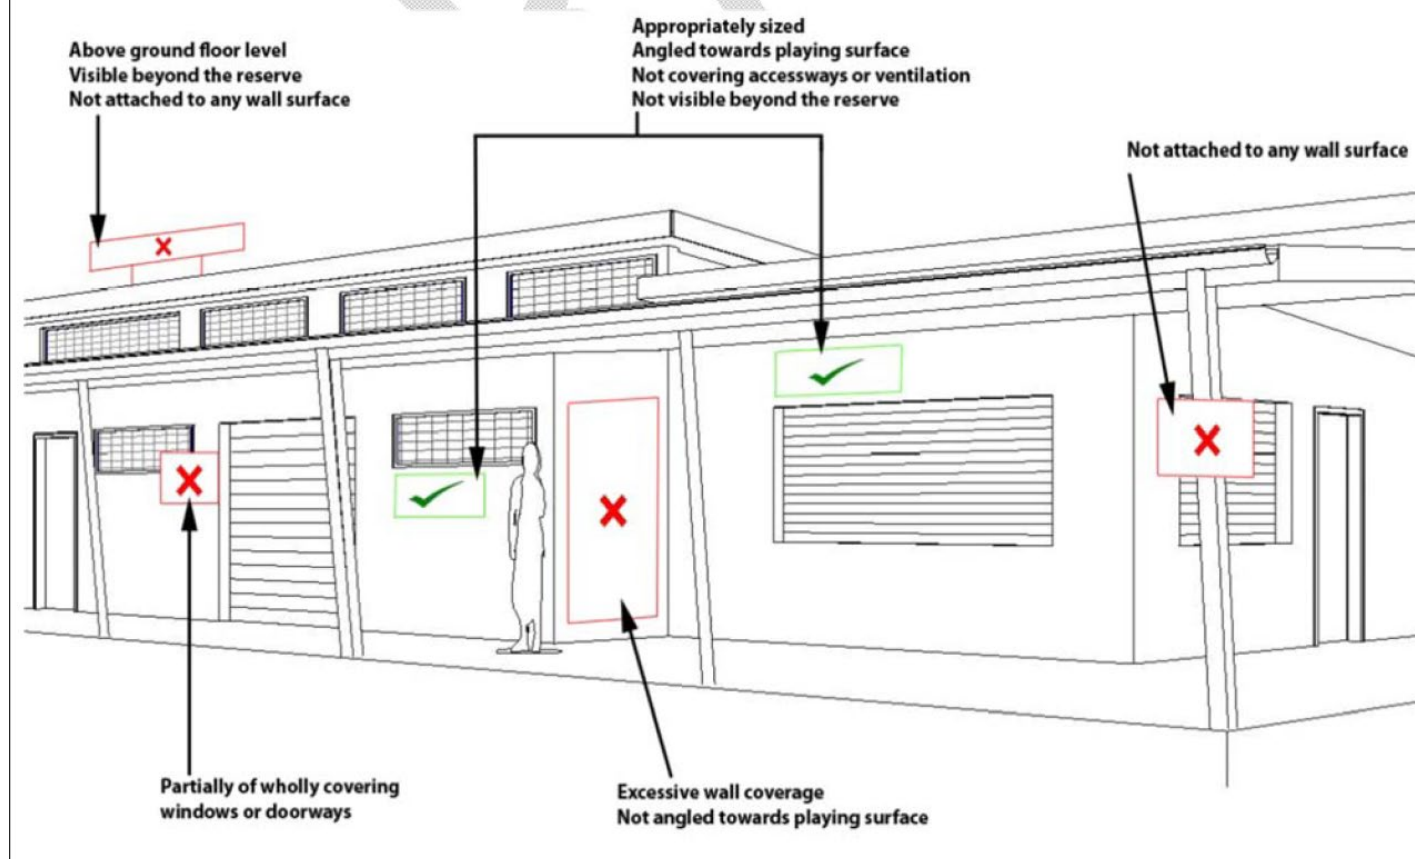 Above ground floor level
Visible beyond the reserve
Not attached to any wall surface
Appropriately sized
Angled towards playing surface
Not covering accessways or ventilation
Not visible beyond the reserve
Not attached to any wall surface
Partially of wholly covering
windows or doorways
Excessive wall coverage
Not angled towards playing surface